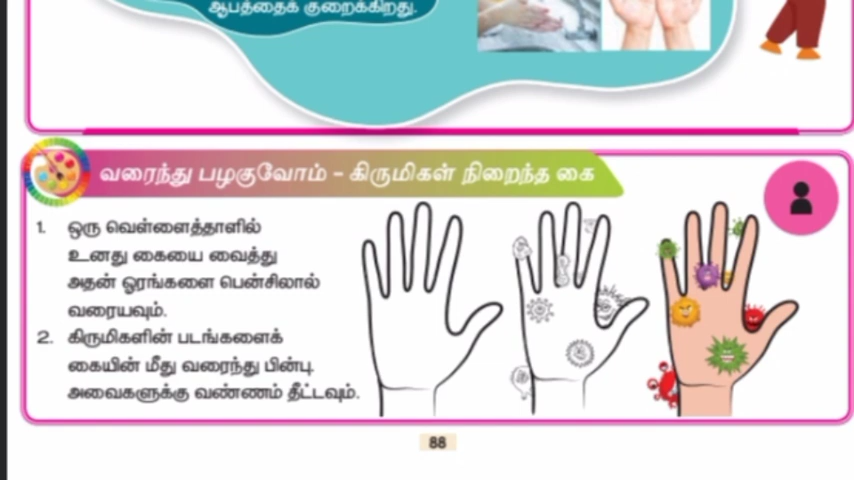 ஆபத்தைக் குறைக்கிறது.
வரைந்து பழகுவோம் – கிருமிகள் நிறைந்த கை
1. ஒரு வெள்ளைத்தாளில்
உனது கையை வைத்து
அதன் ஓரங்களை பென்சிலால்
வரையவும்.
2. கிருமிகளின் படங்களைக்
கையின் மீது வரைந்து பின்பு
அவைகளுக்கு வண்ணம் தீட்டவும்.
88